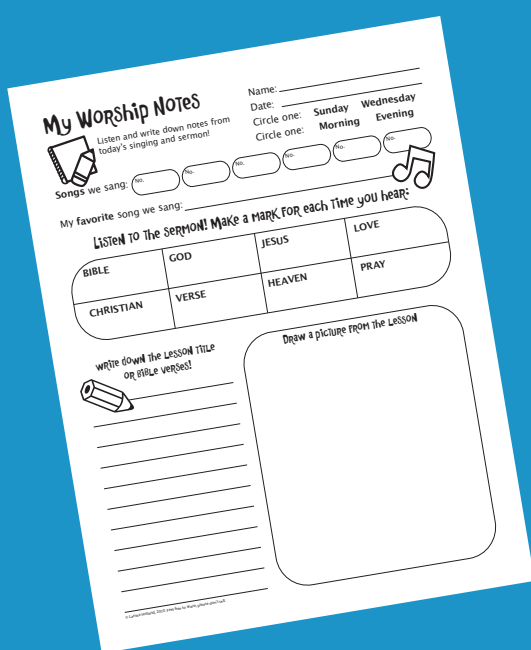 My Worship Notes
Listen and write down notes from
today's singing and sermon!
Name:
Date:
Circle one: Sunday Wednesday
Circle one: Morning Evening
Songs we sang: No. No. No. No. No. No.
My favorite song we sang:
Listen to the sermon! Make a mark for each time you hear:
BIBLE GOD JESUS LOVE
CHRISTIAN VERSE HEAVEN PRAY
Write down the lesson title
or Bible verses!
Draw a picture from the lesson